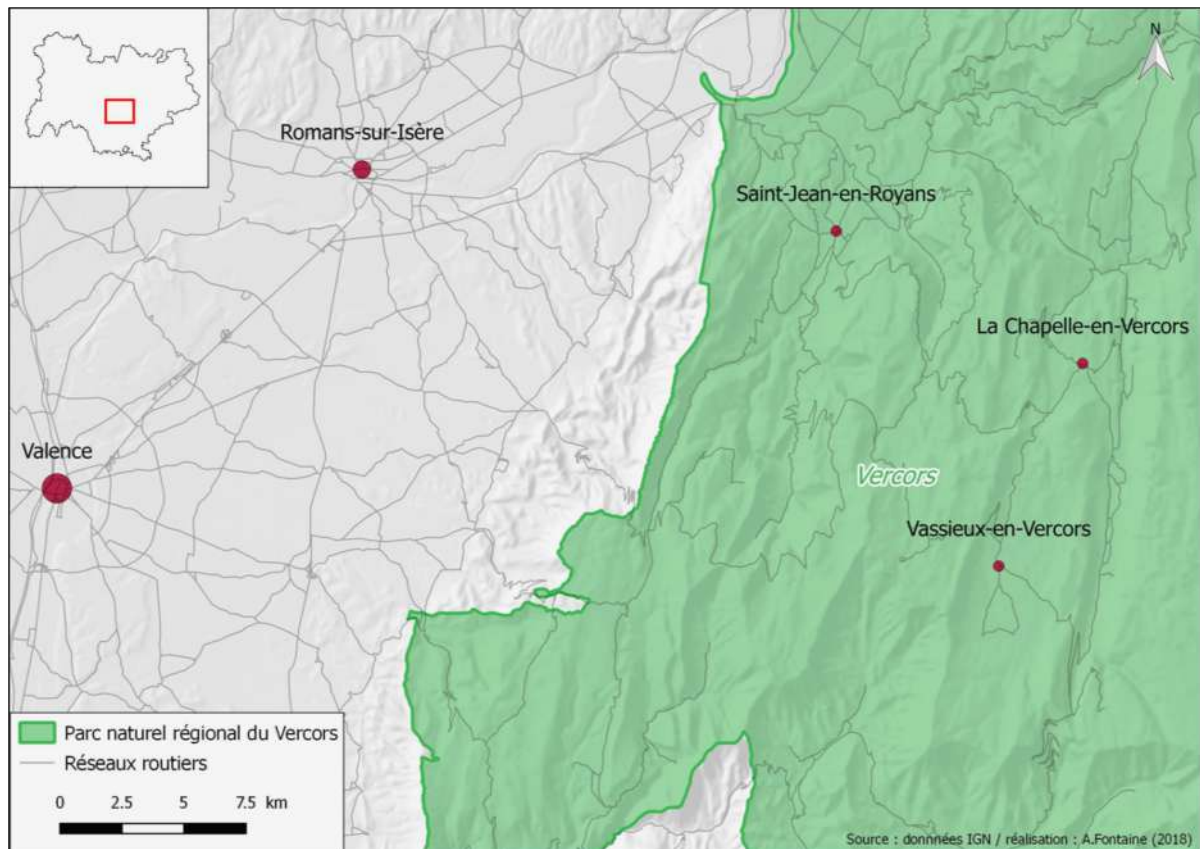 N
Romans-sur-Isère
Saint-Jean-en-Royans
La Chapelle-en-Vercors
Valence
Vercors
Vassieux-en-Vercors
Parc naturel régional du Vercors
Réseaux routiers
0 2.5 5 7.5 km
Source : donnnées IGN / réalisation : A.Fontaine (2018)